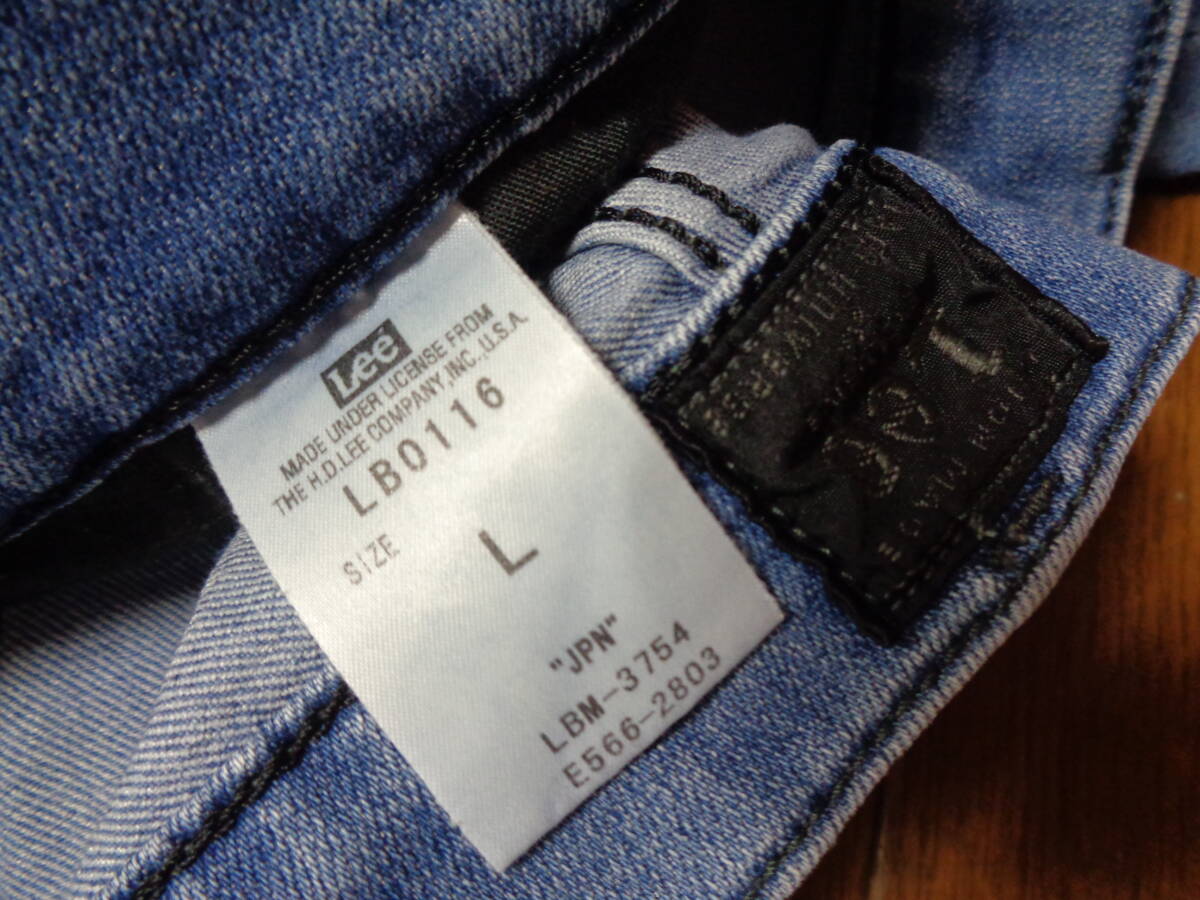 Lee
MADE UNDER LICENSE FROM
THE H.D.LEE COMPANY,INC.,U.S.A.
LB0116
SIZE
L
"JPN"
LBM-3754
E566-2803